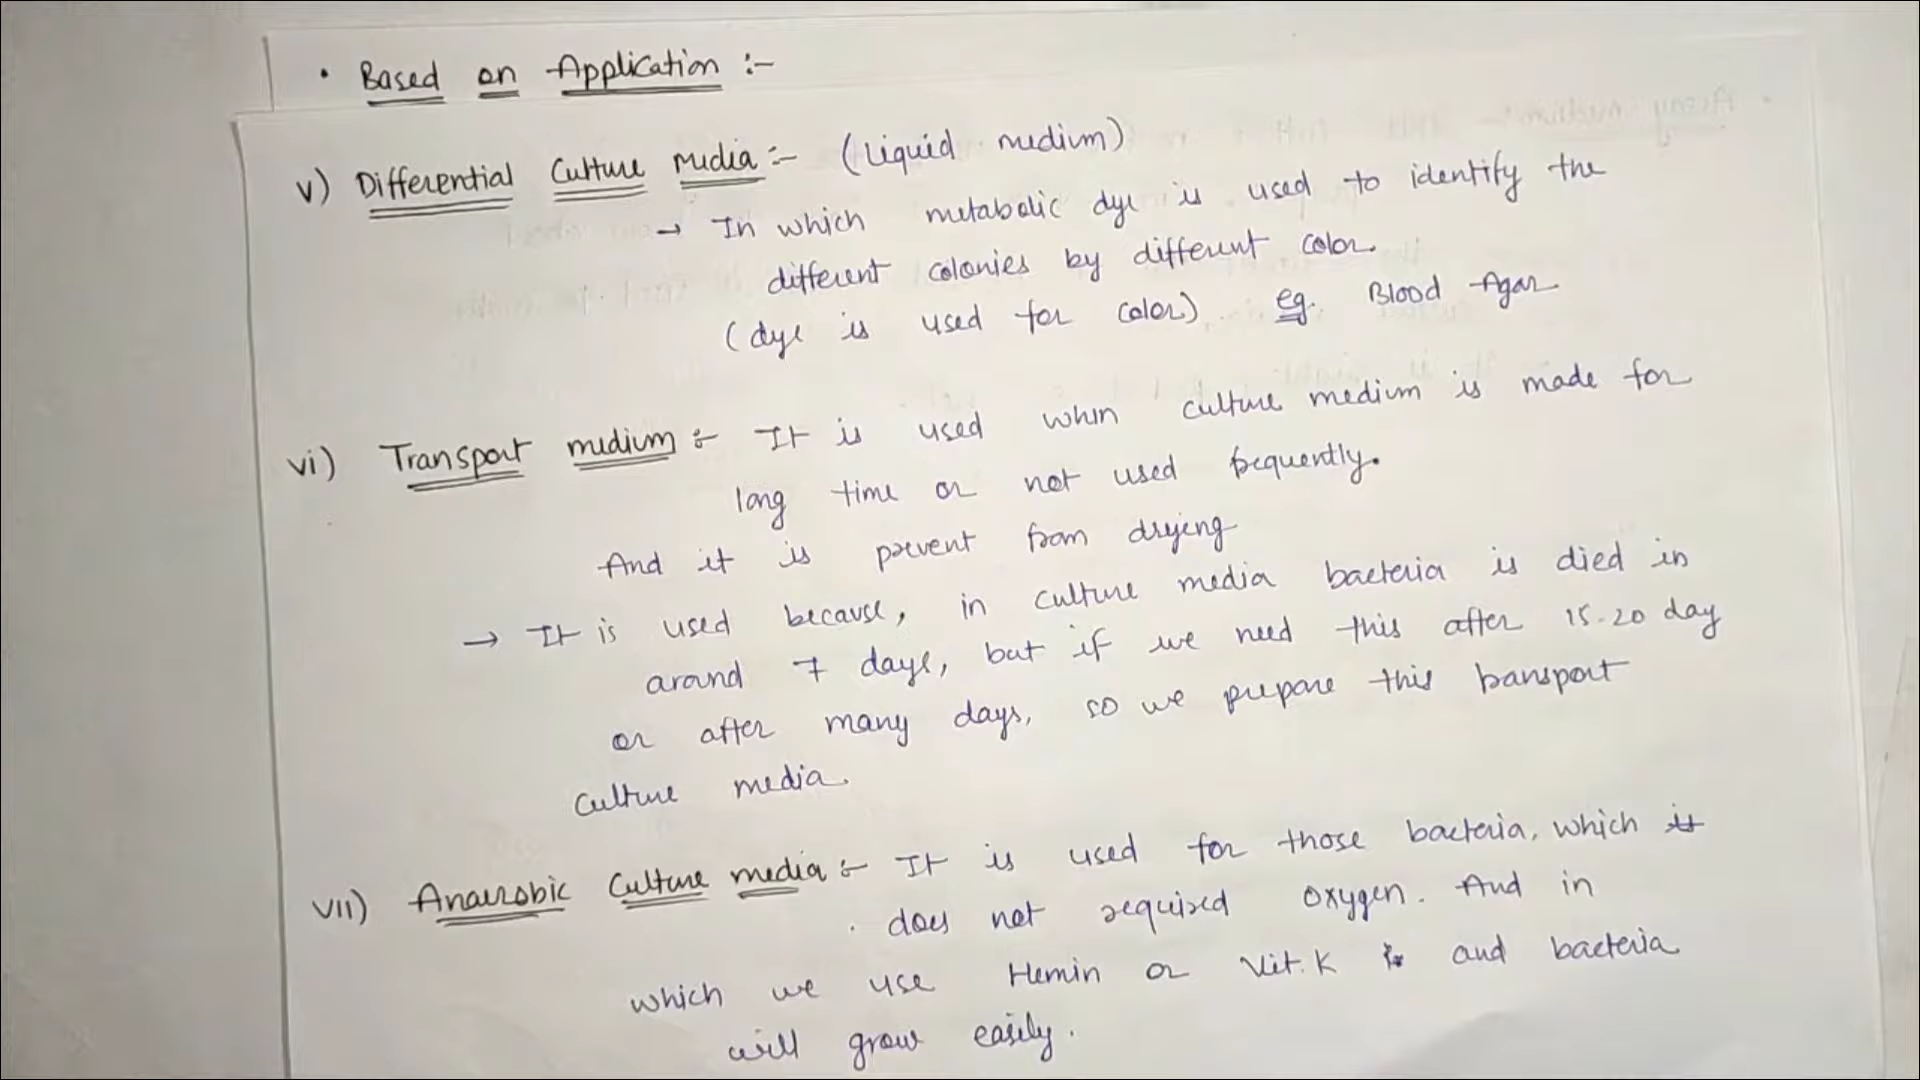 • Based on Application :-
v) Differential Culture Media :- (Liquid medium)
→ In which metabolic dye is used to identify the
different colonies by different color.
(dye is used for color) eg. Blood Agar
vi) Transport medium :- It is used when culture medium is made for
long time or not used frequently.
And it is prevent from drying
→ It is used because, in culture media bacteria is died in
around 7 days, but if we need this after 15-20 day
or after many days, so we prepare this transport
culture media.
VII) Anaerobic Culture media :- It is used for those bacteria, which
does not required oxygen. And in
which we use Hemin or Vit. K and bacteria
will grow easily.